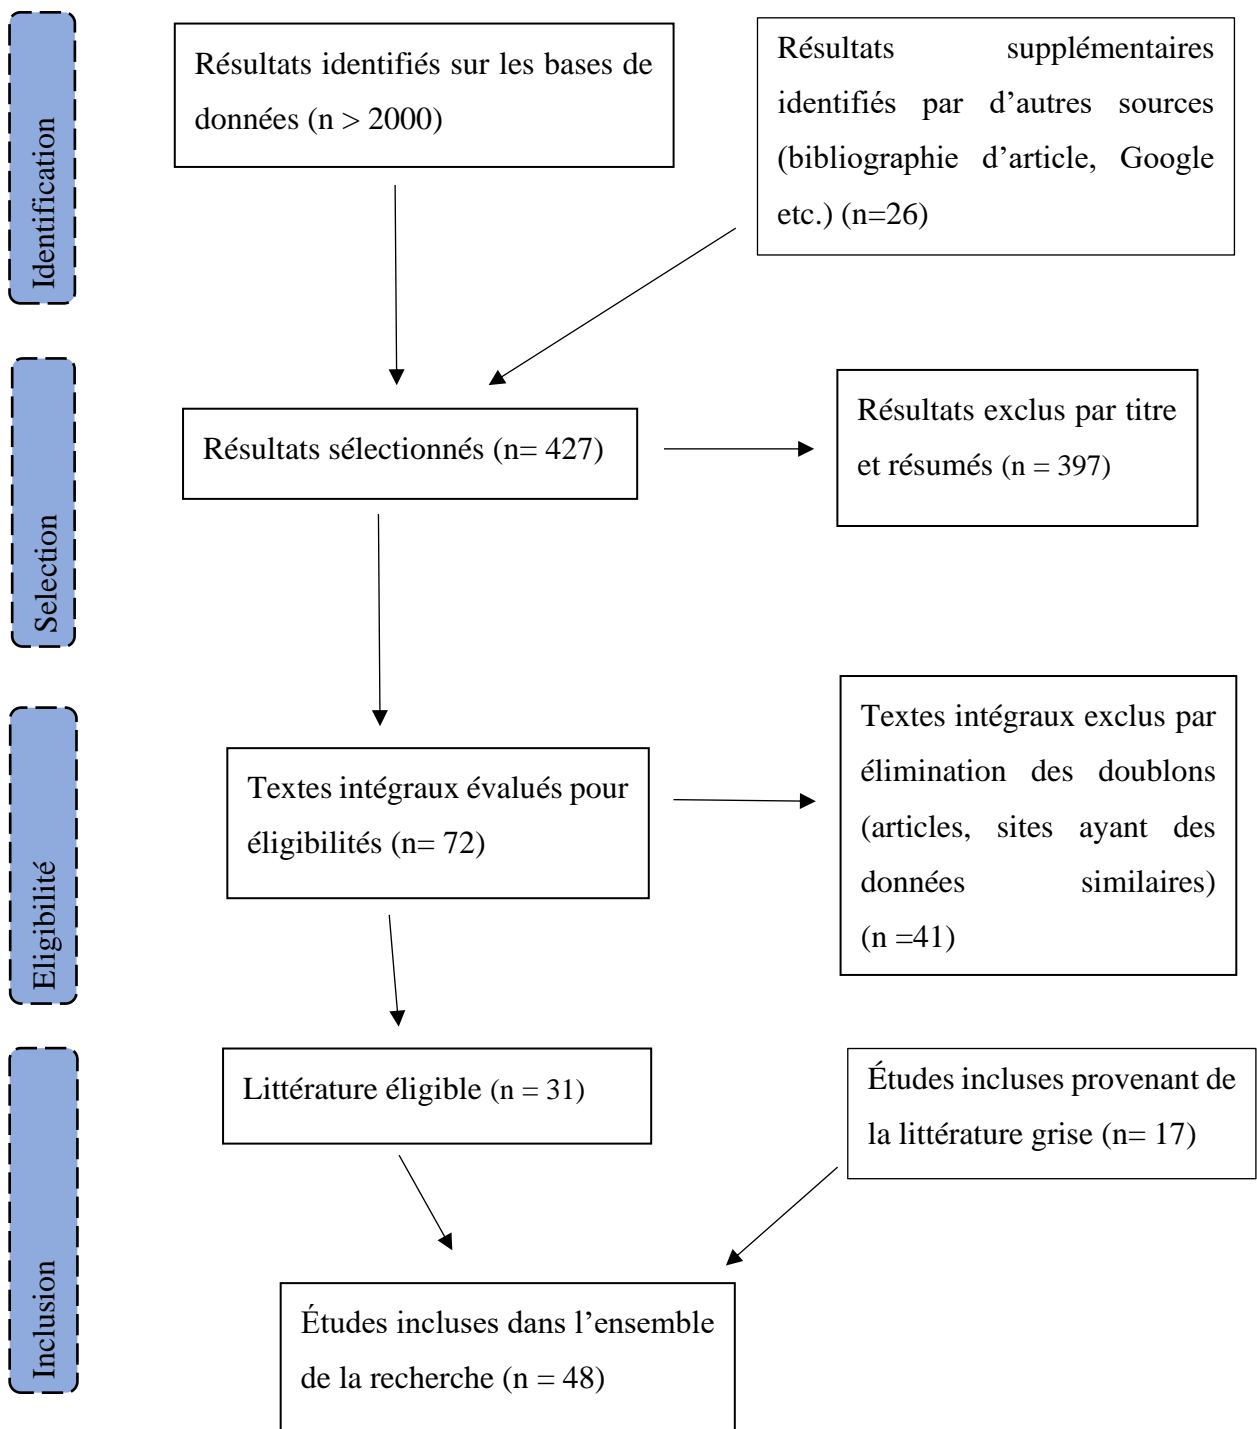 Identification
Résultats identifiés sur les bases de
données (n > 2000)
Résultats supplémentaires
identifiés par d'autres sources
(bibliographie d'article, Google
etc.) (n=26)
Selection
Résultats sélectionnés (n= 427)
Résultats exclus par titre
et résumés (n = 397)
Eligibilité
Textes intégraux évalués pour
éligibilités (n= 72)
Textes intégraux exclus par
élimination des doublons
(articles, sites ayant des
données similaires)
(n =41)
Inclusion
Littérature éligible (n = 31)
Études incluses provenant de
la littérature grise (n= 17)
Études incluses dans l'ensemble
de la recherche (n = 48)